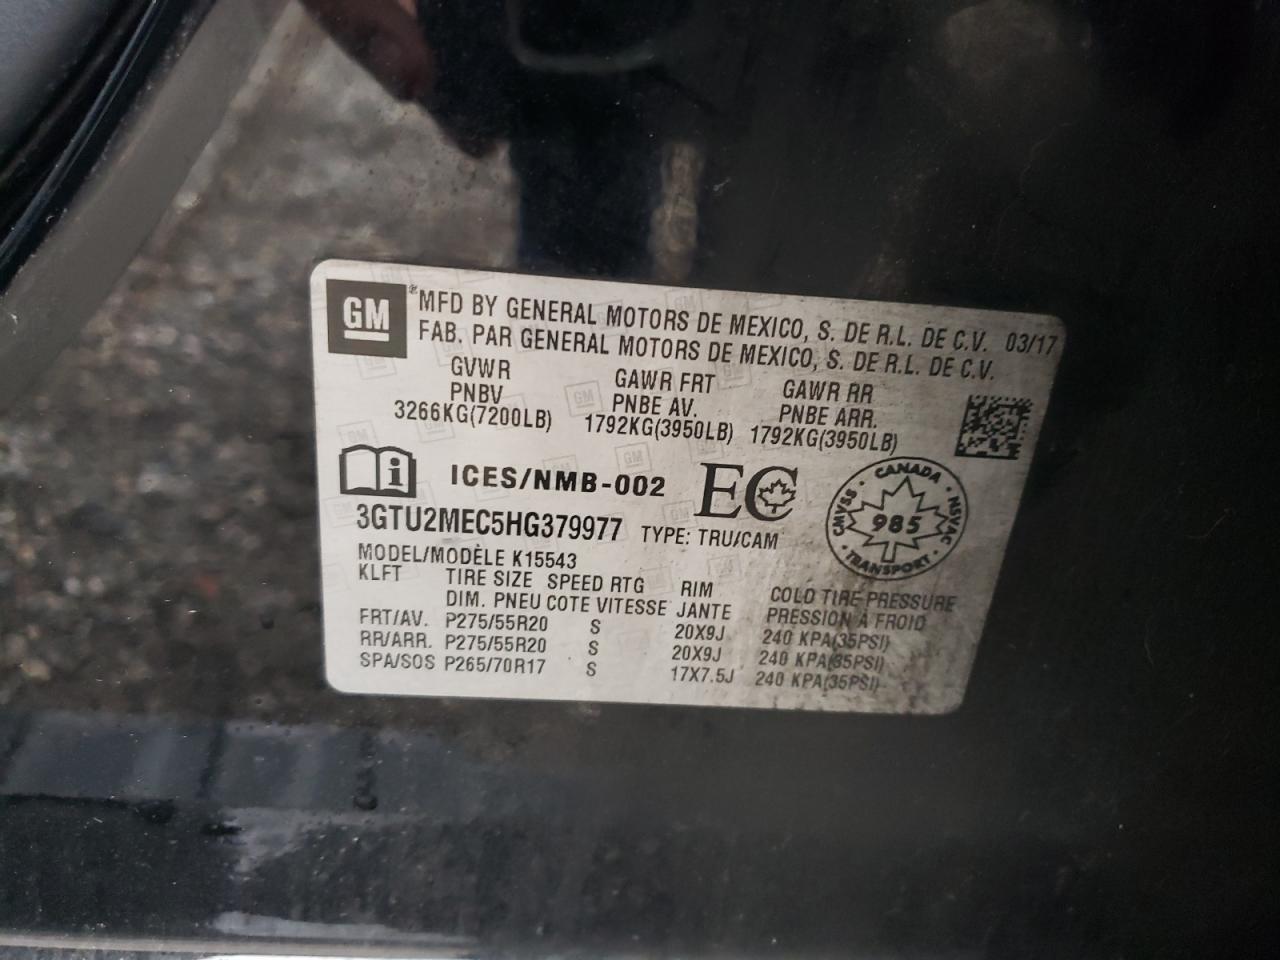 GM ® MFD BY GENERAL MOTORS DE MEXICO, S. DE R.L. DE C.V. 03/17
FAB. PAR GENERAL MOTORS DE MEXICO, S. DE R.L. DE C.V.
GVWR GAWR FRT GAWR RR
PNBV PNBE AV. PNBE ARR.
3266KG(7200LB) 1792KG(3950LB) 1792KG(3950LB)
i ICES/NMB-002 EC
CANADA
CMVSS 985 NSVAC
TRANSPORT
3GTU2MEC5HG379977 TYPE: TRU/CAM
MODEL/MODÈLE K15543
KLFT TIRE SIZE SPEED RTG RIM COLD TIRE PRESSURE
DIM. PNEU COTE VITESSE JANTE PRESSION À FROID
FRT/AV. P275/55R20 S 20X9J 240 KPA(35PSI)
RR/ARR. P275/55R20 S 20X9J 240 KPA(35PSI)
SPA/SOS P265/70R17 S 17X7.5J 240 KPA(35PSI)